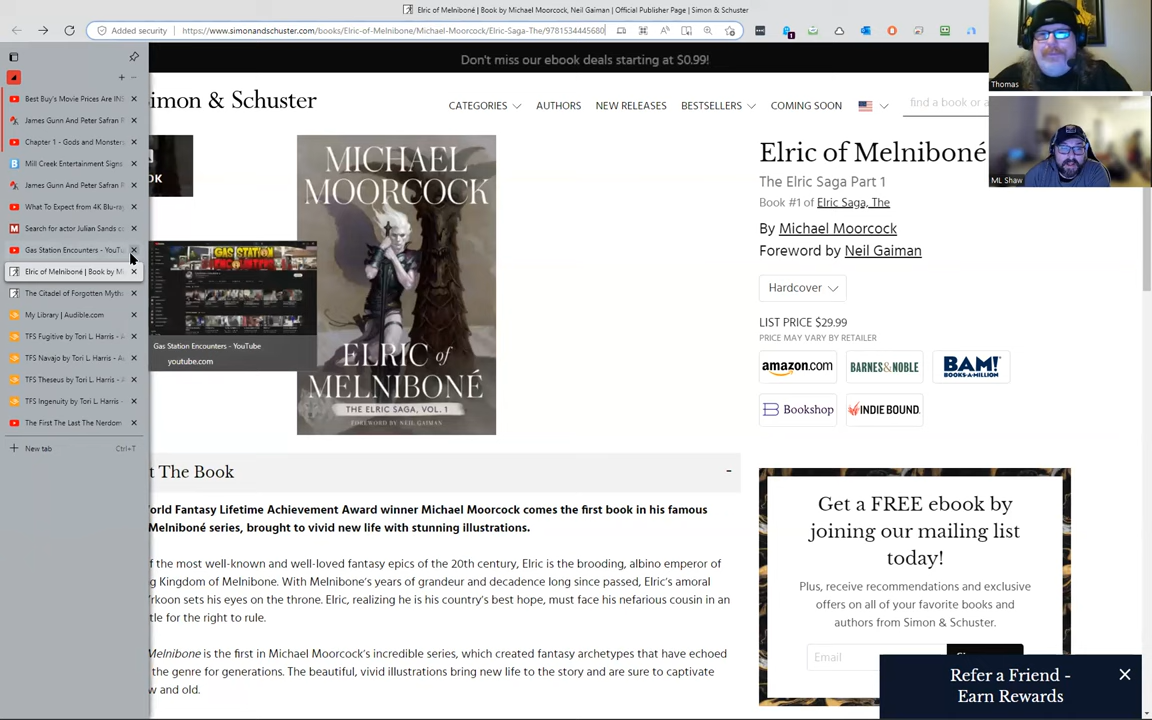 Elric of Melniboné | Book by Michael Moorcock, Neil Gaiman | Official Publisher Page | Simon & Schuster
Added security
https://www.simonandschuster.com/books/Elric-of-Melnibone/Michael-Moorcock/Elric-Saga-The/9781534445680
Thomas
ML Shaw
Best Buy's Movie Prices Are IN
James Gunn And Peter Safran
Chapter 1 - Gods and Monster
Mill Creek Entertainment Sign
James Gunn And Peter Safran
What To Expect from 4K Blu-ra
Search for actor Julian Sands c
Gas Station Encounters - YouTu
Elric of Melniboné | Book by M
The Citadel of Forgotten Myth
My Library | Audible.com
TFS Fugitive by Tori L. Harris -
TFS Navajo by Tori L. Harris - A
TFS Theseus by Tori L. Harris -
TFS Ingenuity by Tori L. Harris -
The First The Last The Nerdom
New tab
Ctrl+T
Don't miss our ebook deals starting at $0.99!
imon & Schuster
CATEGORIES
AUTHORS
NEW RELEASES
BESTSELLERS
COMING SOON
find a book or a
OK
MICHAEL
MOORCOCK
ELRIC of
MELNIBONÉ
THE ELRIC SAGA, VOL. 1
FOREWORD BY NEIL GAIMAN
GAS STATION
ENCOUNTERS
Gas Station Encounters - YouTube
youtube.com
Elric of Melniboné
The Elric Saga Part 1
Book #1 of Elric Saga, The
By Michael Moorcock
Foreword by Neil Gaiman
Hardcover
LIST PRICE $29.99
PRICE MAY VARY BY RETAILER
amazon.com
BARNES&NOBLE
BAM!
BOOKS-A-MILLION
Bookshop
INDIE BOUND
t The Book
-
orld Fantasy Lifetime Achievement Award winner Michael Moorcock comes the first book in his famous
Melniboné series, brought to vivid new life with stunning illustrations.
f the most well-known and well-loved fantasy epics of the 20th century, Elric is the brooding, albino emperor of
g Kingdom of Melnibone. With Melnibone's years of grandeur and decadence long since passed, Elric's amoral
rkoon sets his eyes on the throne. Elric, realizing he is his country's best hope, must face his nefarious cousin in an
tle for the right to rule.
Melnibone is the first in Michael Moorcock's incredible series, which created fantasy archetypes that have echoed
the genre for generations. The beautiful, vivid illustrations bring new life to the story and are sure to captivate
w and old.
Get a FREE ebook by
joining our mailing list
today!
Plus, receive recommendations and exclusive
offers on all of your favorite books and
authors from Simon & Schuster.
Email
Refer a Friend -
Earn Rewards